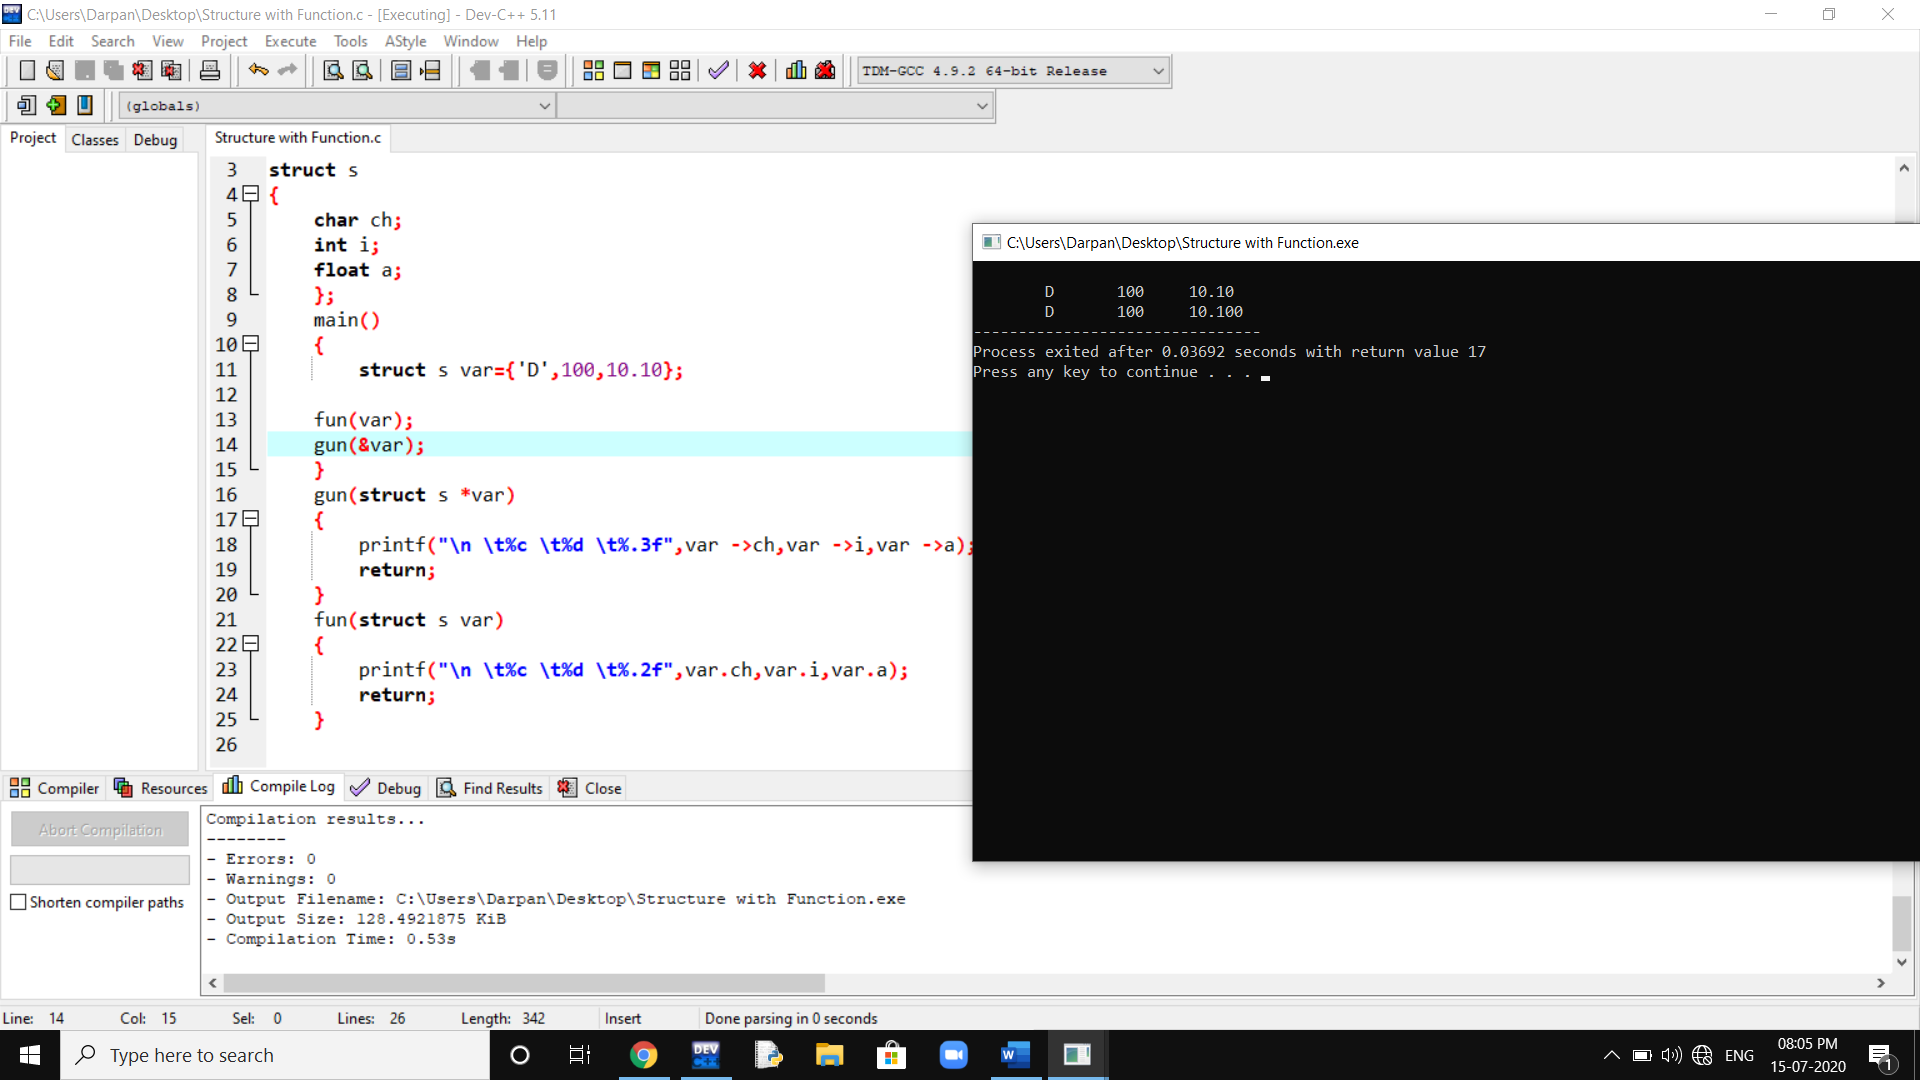 C:\Users\Darpan\Desktop\Structure with Function.c - [Executing] - Dev-C++ 5.11
File Edit Search View Project Execute Tools AStyle Window Help
TDM-GCC 4.9.2 64-bit Release
(globals)
Project Classes Debug
Structure with Function.c
3 struct s
4 {
5 char ch;
6 int i;
7 float a;
8 };
9 main()
10 {
11 struct s var={'D',100,10.10};
12
13 fun(var);
14 gun(&var);
15 }
16 gun(struct s *var)
17 {
18 printf("\n \t%c \t%d \t%.3f",var ->ch,var ->i,var ->a);
19 return;
20 }
21 fun(struct s var)
22 {
23 printf("\n \t%c \t%d \t%.2f",var.ch,var.i,var.a);
24 return;
25 }
26
C:\Users\Darpan\Desktop\Structure with Function.exe
D 100 10.10
D 100 10.100
--------------------------------
Process exited after 0.03692 seconds with return value 17
Press any key to continue . . .
Compiler Resources Compile Log Debug Find Results Close
Abort Compilation
Shorten compiler paths
Compilation results...
--------
- Errors: 0
- Warnings: 0
- Output Filename: C:\Users\Darpan\Desktop\Structure with Function.exe
- Output Size: 128.4921875 KiB
- Compilation Time: 0.53s
Line: 14 Col: 15 Sel: 0 Lines: 26 Length: 342 Insert Done parsing in 0 seconds
Type here to search
DEV
C++
W
ENG
08:05 PM
15-07-2020
1